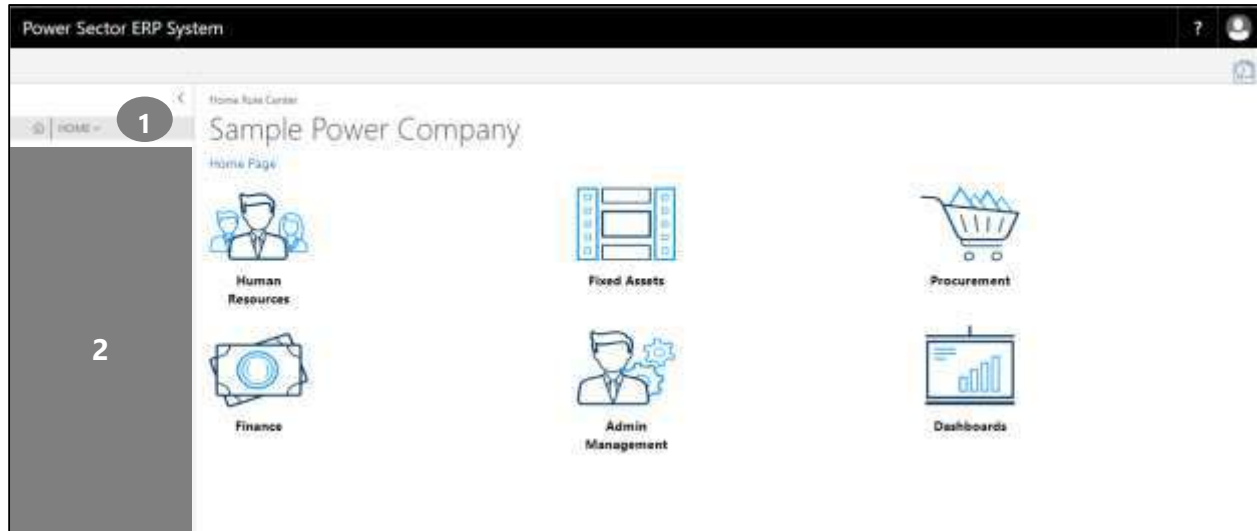 Power Sector ERP System
?
Home Role Center
HOME
1
Sample Power Company
Home Page
Human
Resources
Fixed Assets
Procurement
2
Finance
Admin
Management
Dashboards